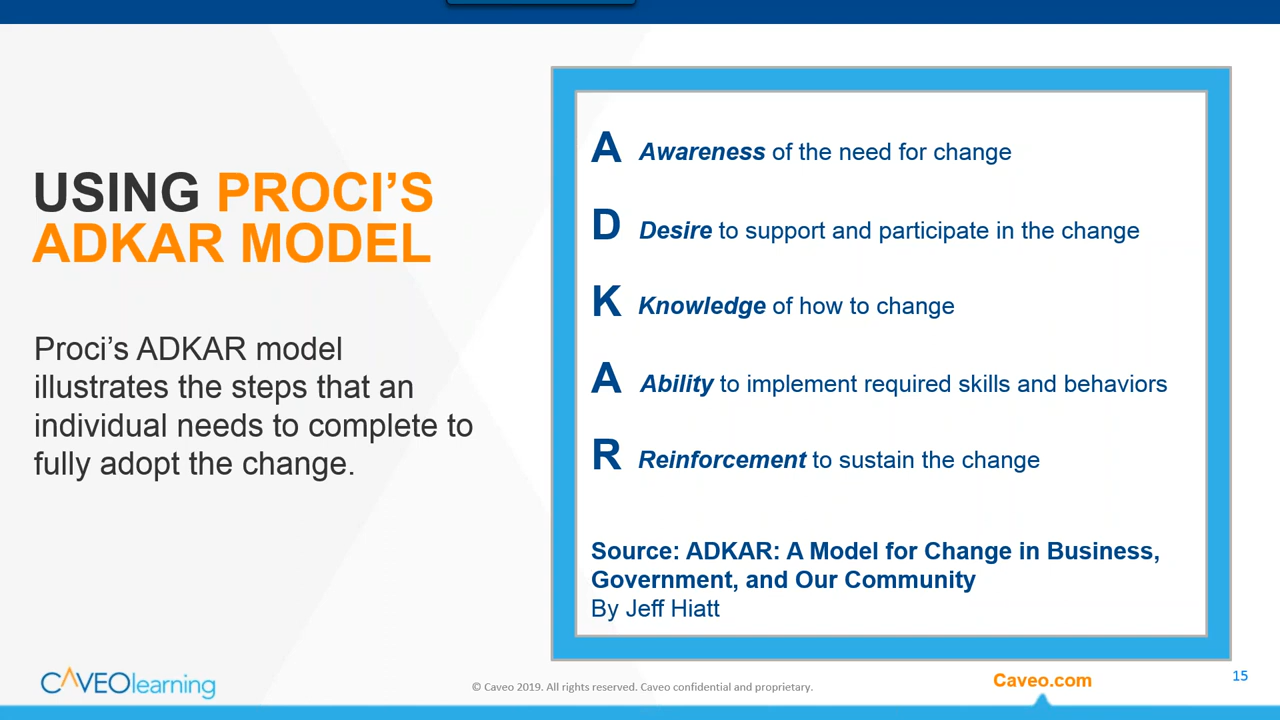 USING PROCI’S
ADKAR MODEL
Proci’s ADKAR model
illustrates the steps that an
individual needs to complete to
fully adopt the change.
A Awareness of the need for change
D Desire to support and participate in the change
K Knowledge of how to change
A Ability to implement required skills and behaviors
R Reinforcement to sustain the change
Source: ADKAR: A Model for Change in Business,
Government, and Our Community
By Jeff Hiatt
CAVEOlearning
© Caveo 2019. All rights reserved. Caveo confidential and proprietary.
Caveo.com
15